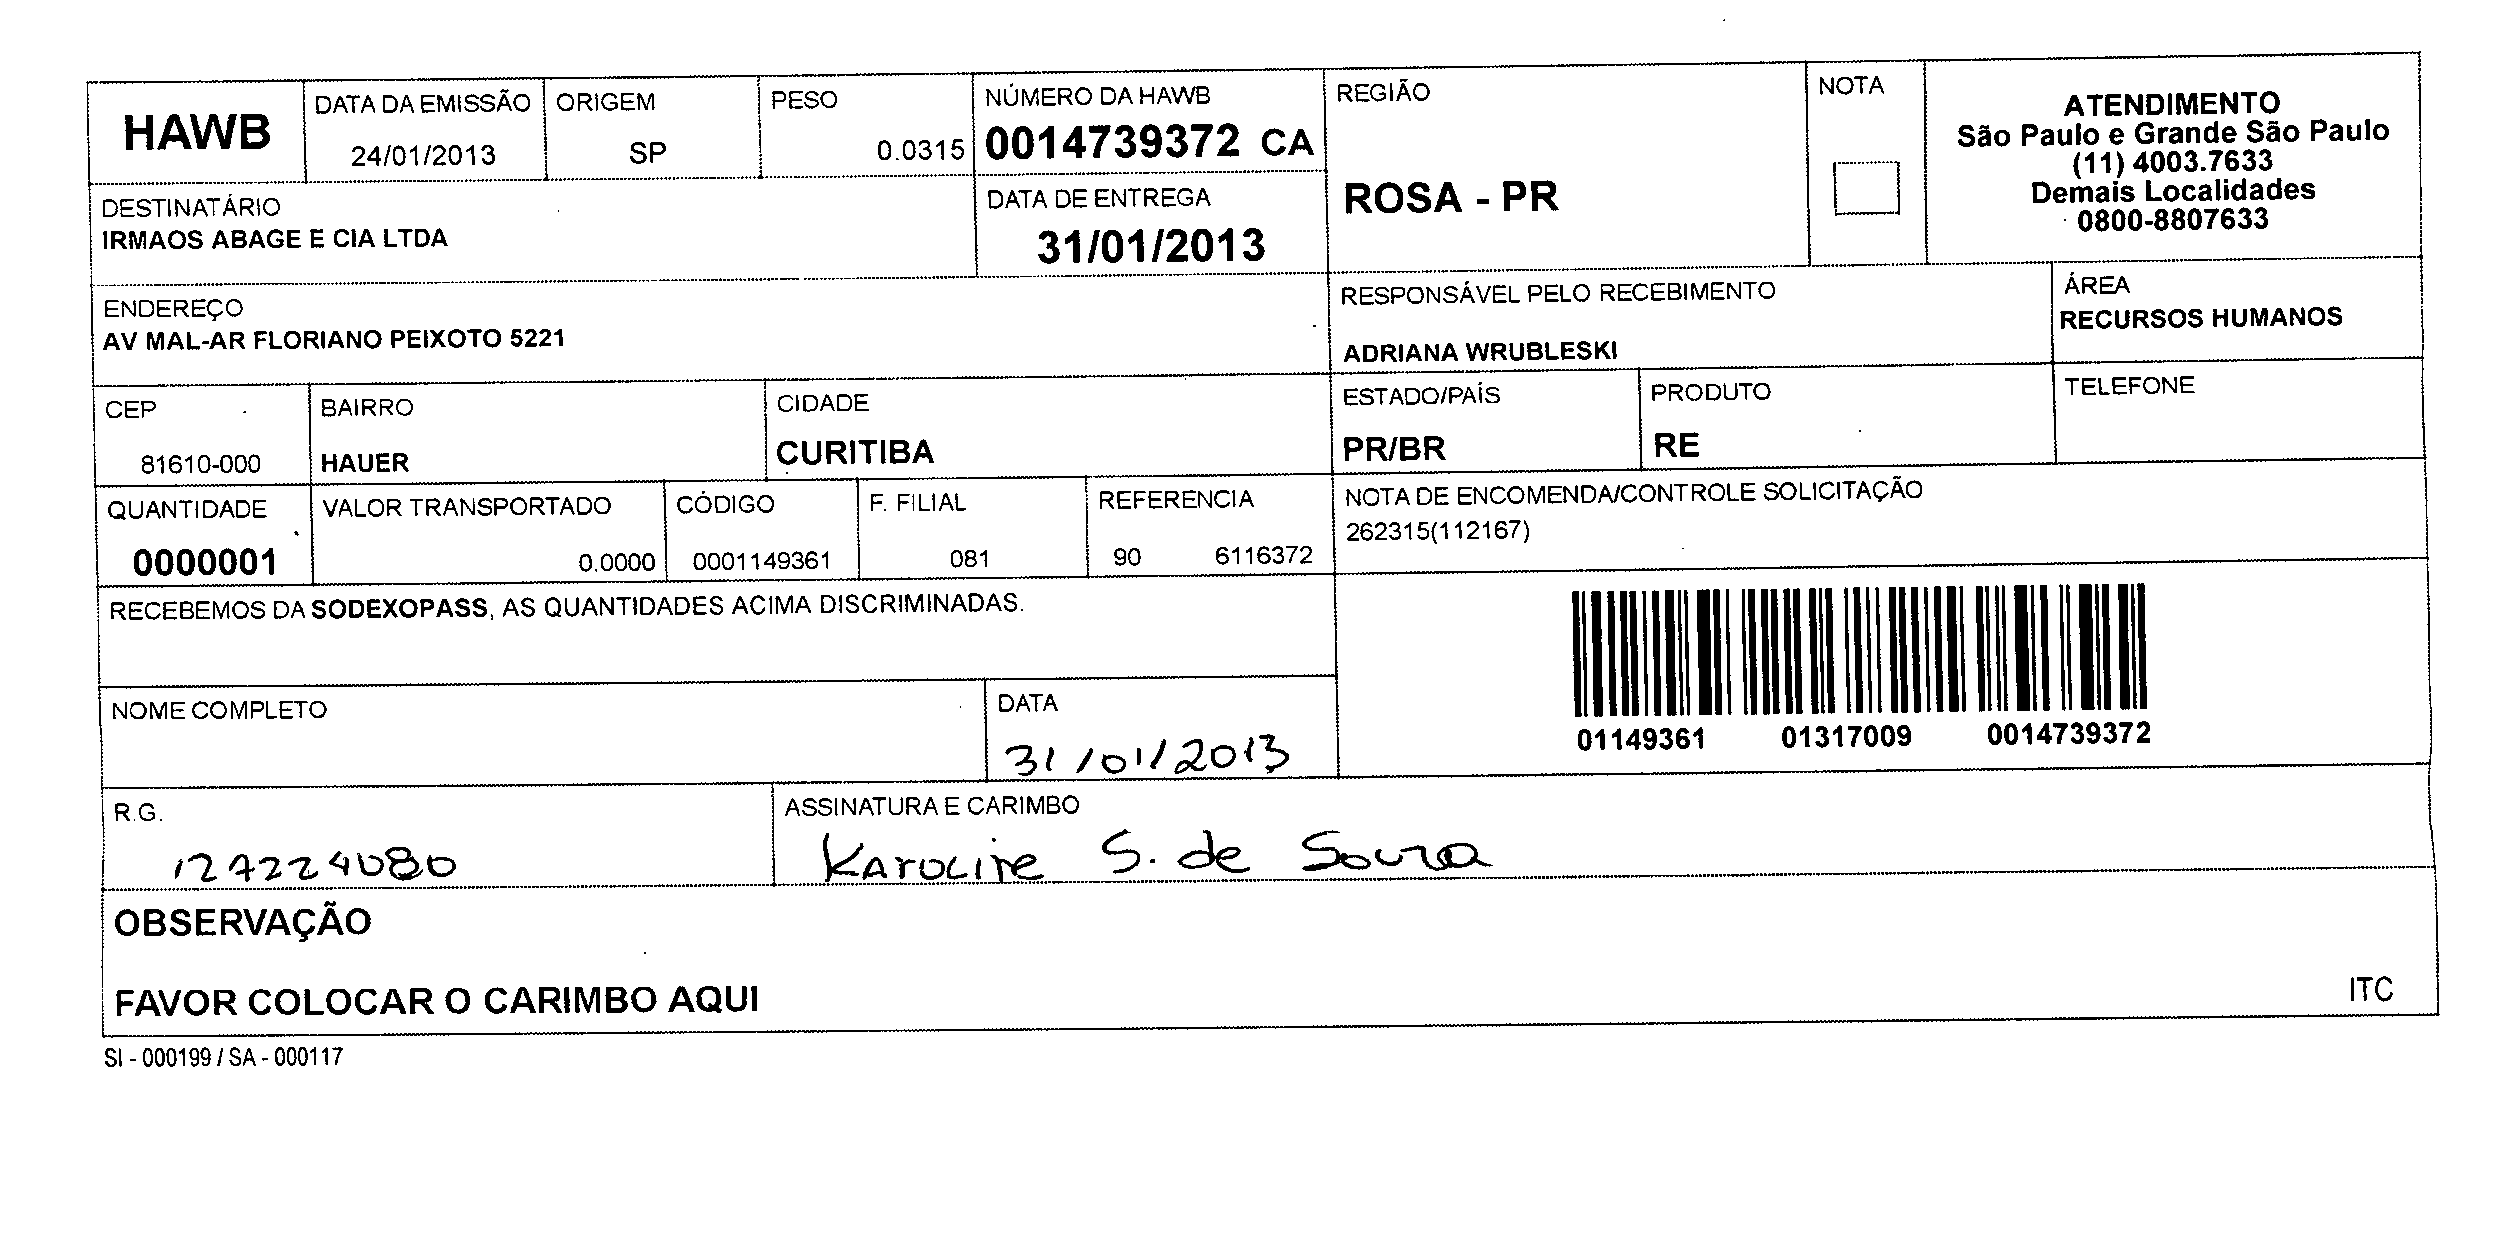 HAWB
DATA DA EMISSÃO
24/01/2013
ORIGEM
SP
PESO
0.0315
NÚMERO DA HAWB
0014739372 CA
REGIÃO
ROSA - PR
NOTA
ATENDIMENTO
São Paulo e Grande São Paulo
(11) 4003.7633
Demais Localidades
0800-8807633
DESTINATÁRIO
IRMAOS ABAGE E CIA LTDA
DATA DE ENTREGA
31/01/2013
ENDEREÇO
AV MAL-AR FLORIANO PEIXOTO 5221
RESPONSÁVEL PELO RECEBIMENTO
ADRIANA WRUBLESKI
ÁREA
RECURSOS HUMANOS
CEP
81610-000
BAIRRO
HAUER
CIDADE
CURITIBA
ESTADO/PAÍS
PR/BR
PRODUTO
RE
TELEFONE
QUANTIDADE
0000001
VALOR TRANSPORTADO
0.0000
CÓDIGO
0001149361
F. FILIAL
081
REFERENCIA
90 6116372
NOTA DE ENCOMENDA/CONTROLE SOLICITAÇÃO
262315(112167)
RECEBEMOS DA SODEXOPASS, AS QUANTIDADES ACIMA DISCRIMINADAS.
01149361 01317009 0014739372
NOME COMPLETO
DATA
31/01/2013
R.G.
127224080
ASSINATURA E CARIMBO
Karoline S. de Souza
OBSERVAÇÃO
FAVOR COLOCAR O CARIMBO AQUI
ITC
SI - 000199 / SA - 000117